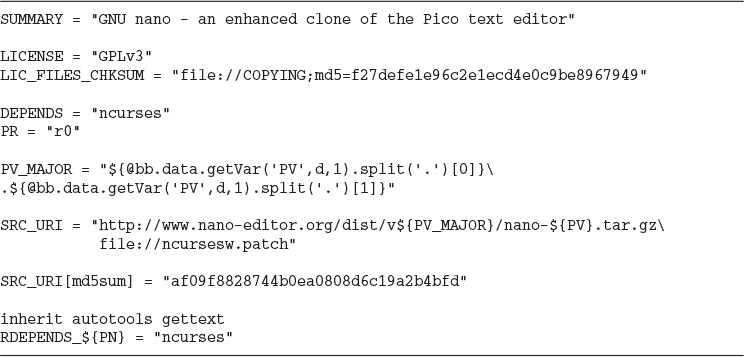 SUMMARY = "GNU nano - an enhanced clone of the Pico text editor"
LICENSE = "GPLv3"
LIC_FILES_CHKSUM = "file://COPYING;md5=f27defe1e96c2e1ecd4e0c9be8967949"
DEPENDS = "ncurses"
PR = "r0"
PV_MAJOR = "${@bb.data.getVar('PV',d,1).split('.')[0]}\
.${@bb.data.getVar('PV',d,1).split('.')[1]}"
SRC_URI = "http://www.nano-editor.org/dist/v${PV_MAJOR}/nano-${PV}.tar.gz\
file://ncursesw.patch"
SRC_URI[md5sum] = "af09f8828744b0ea0808d6c19a2b4bfd"
inherit autotools gettext
RDEPENDS_${PN} = "ncurses"